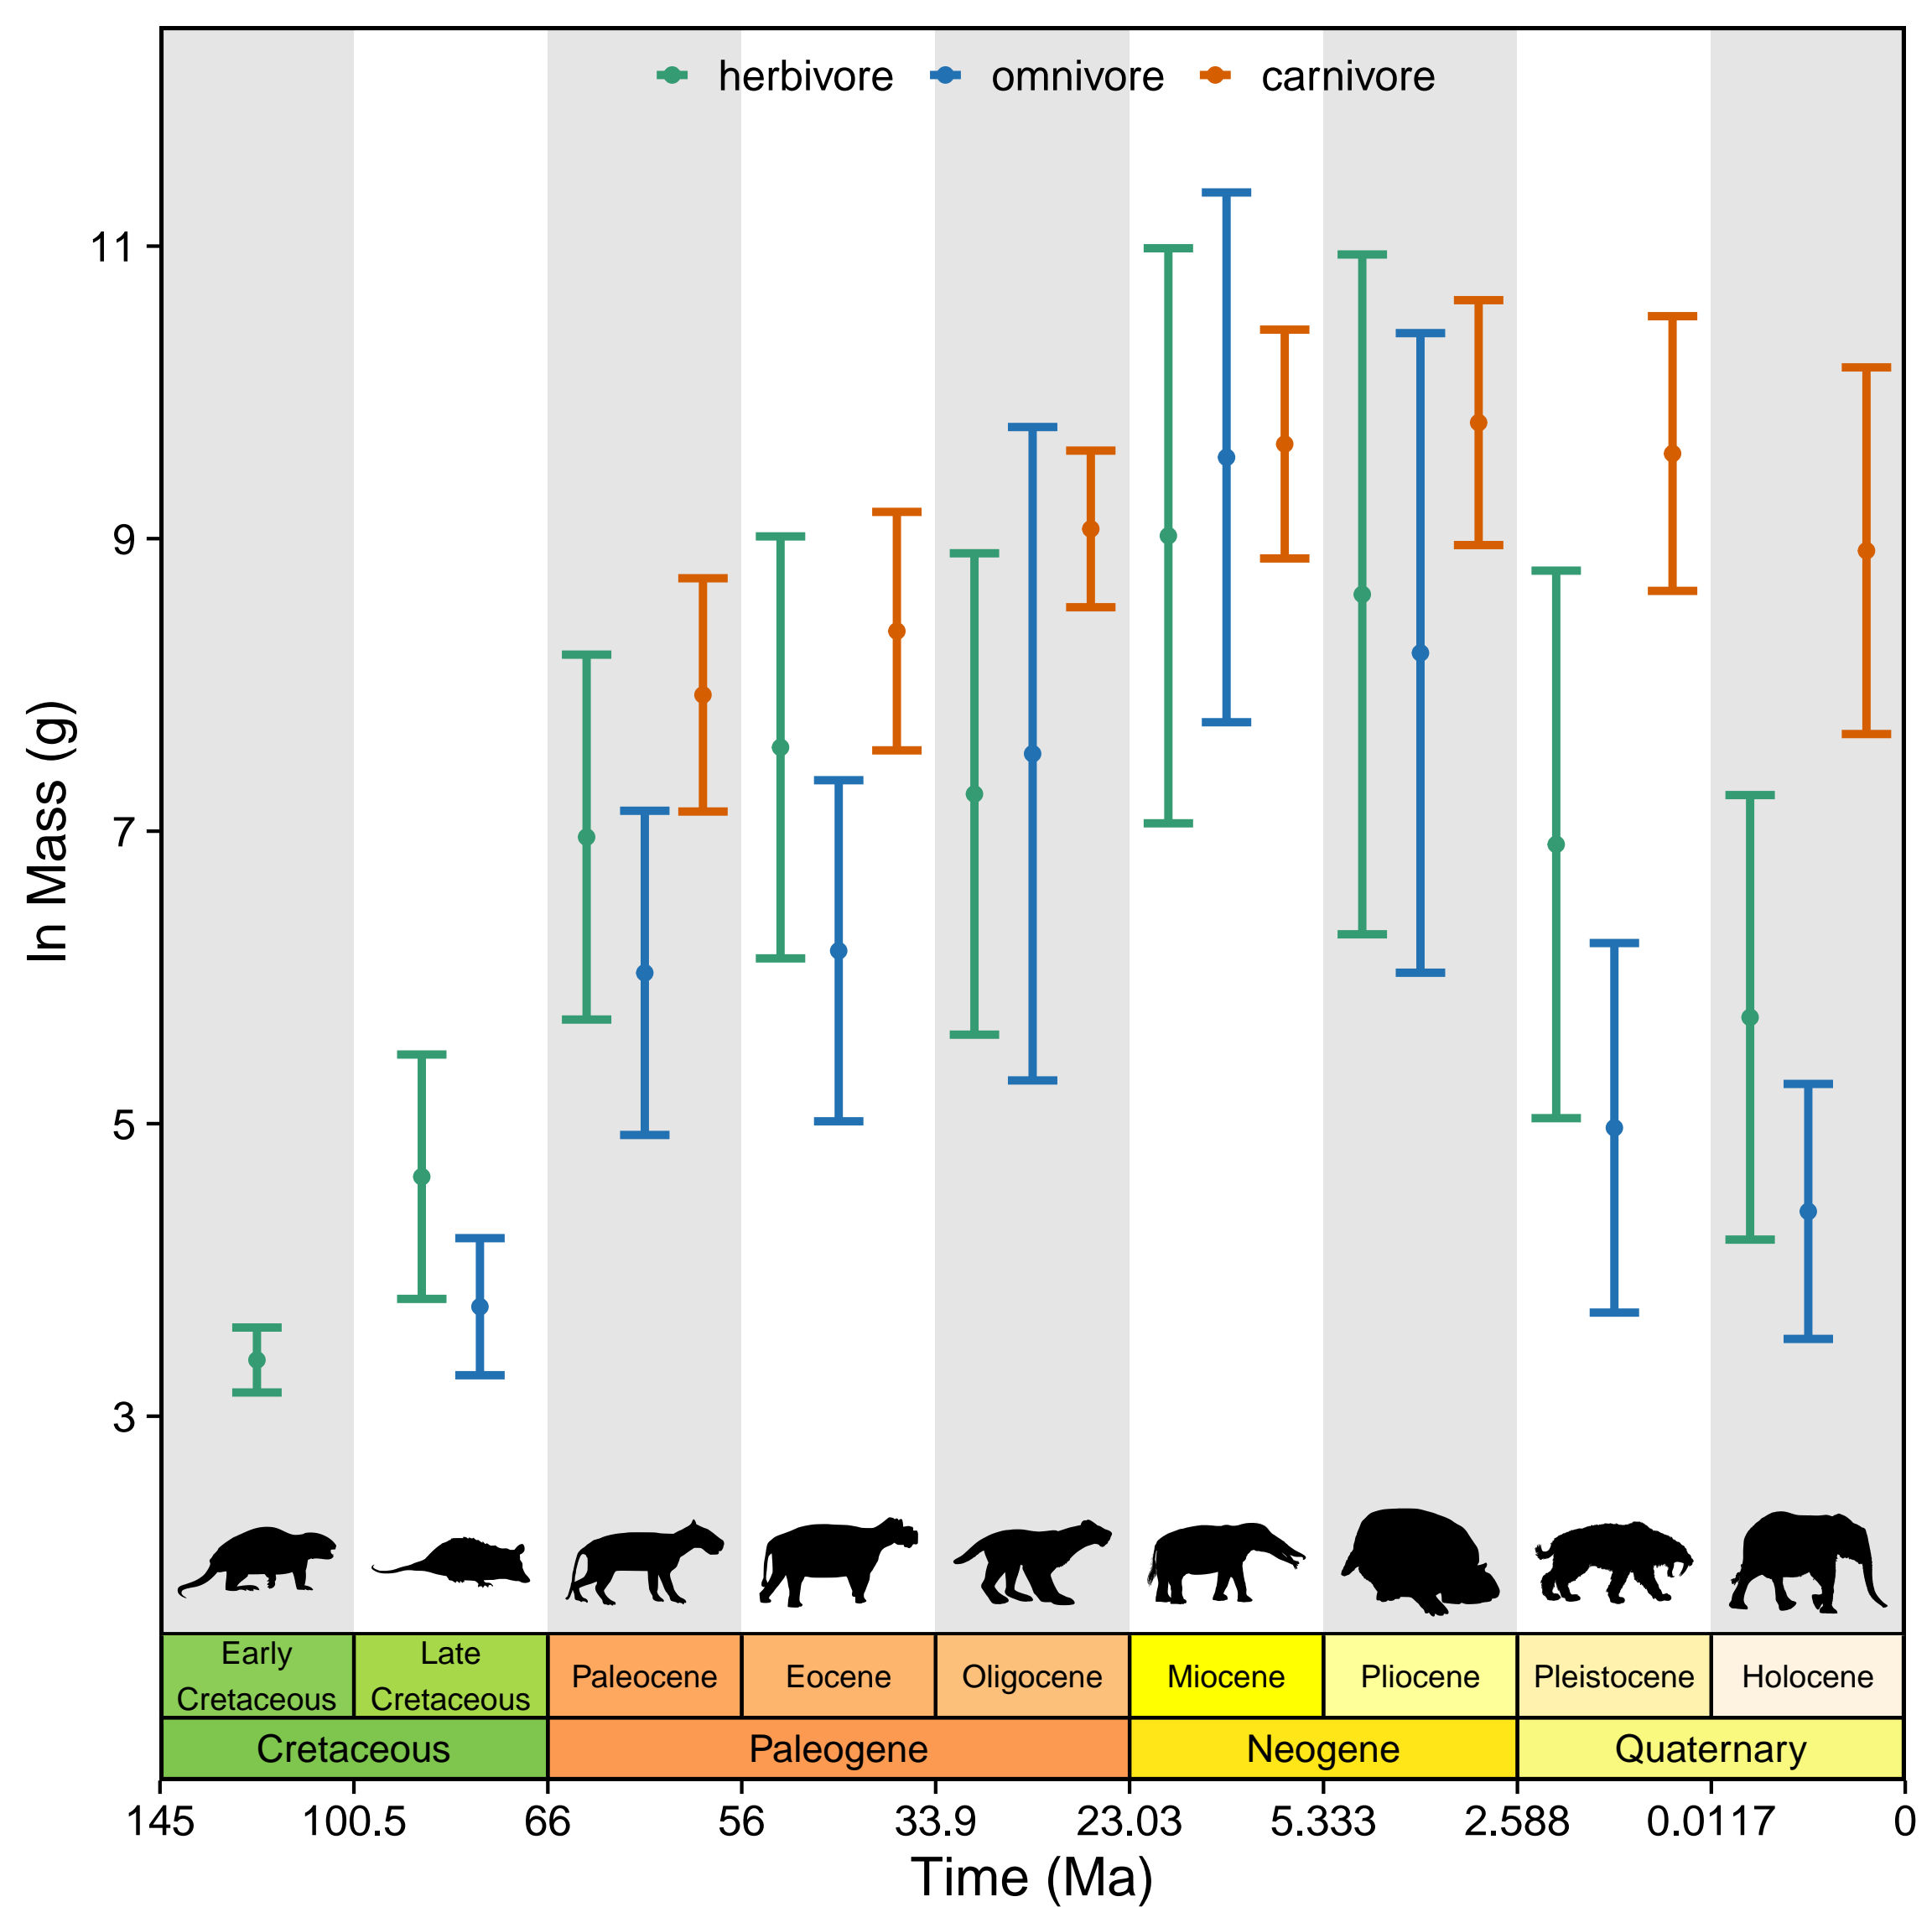 herbivore omnivore carnivore
11
9
7
5
3
ln Mass (g)
Early Cretaceous
Late Cretaceous
Paleocene
Eocene
Oligocene
Miocene
Pliocene
Pleistocene
Holocene
Cretaceous
Paleogene
Neogene
Quaternary
145 100.5 66 56 33.9 23.03 5.333 2.588 0.0117 0
Time (Ma)